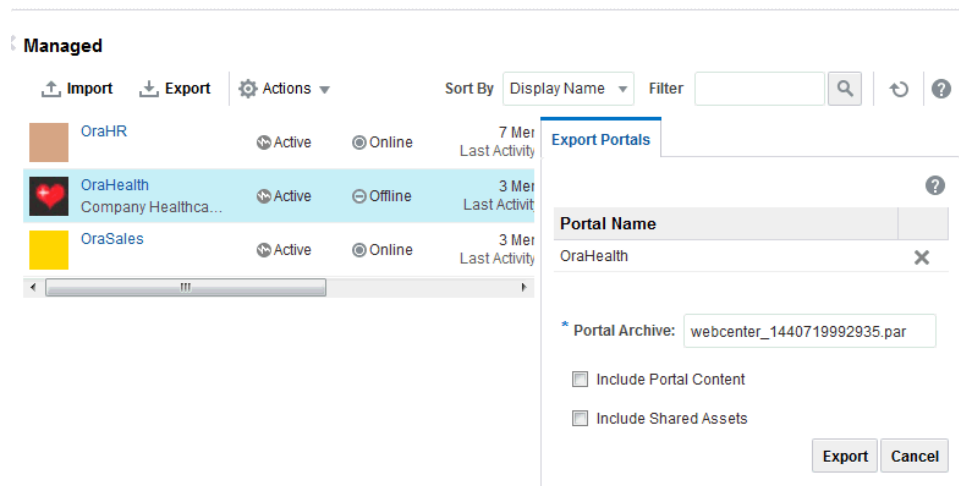 Managed
Import Export Actions Sort By Display Name Filter
OraHR Active Online 7 Mer
Last Activity
OraHealth Active Offline 3 Mer
Company Healthca... Last Activit
OraSales Active Online 3 Mer
Last Activity
Export Portals
?
Portal Name
OraHealth
* Portal Archive: webcenter_1440719992935.par
Include Portal Content
Include Shared Assets
Export Cancel